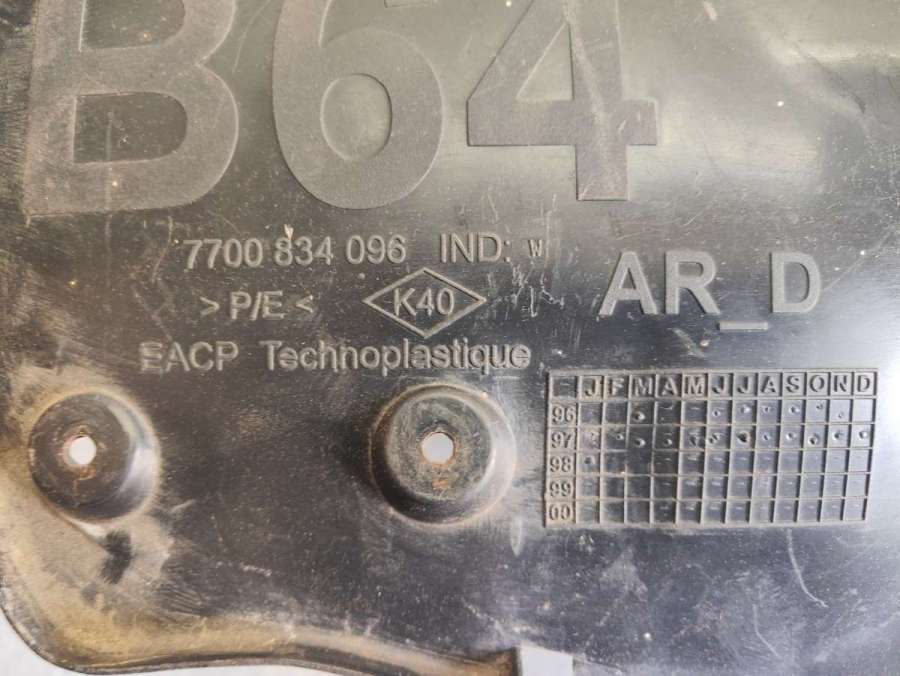 B64
7700 834 096 IND: W
>P/E< K40
AR_D
EACP Technoplastique
J F M A M J J A S O N D
96
97
98
99
00